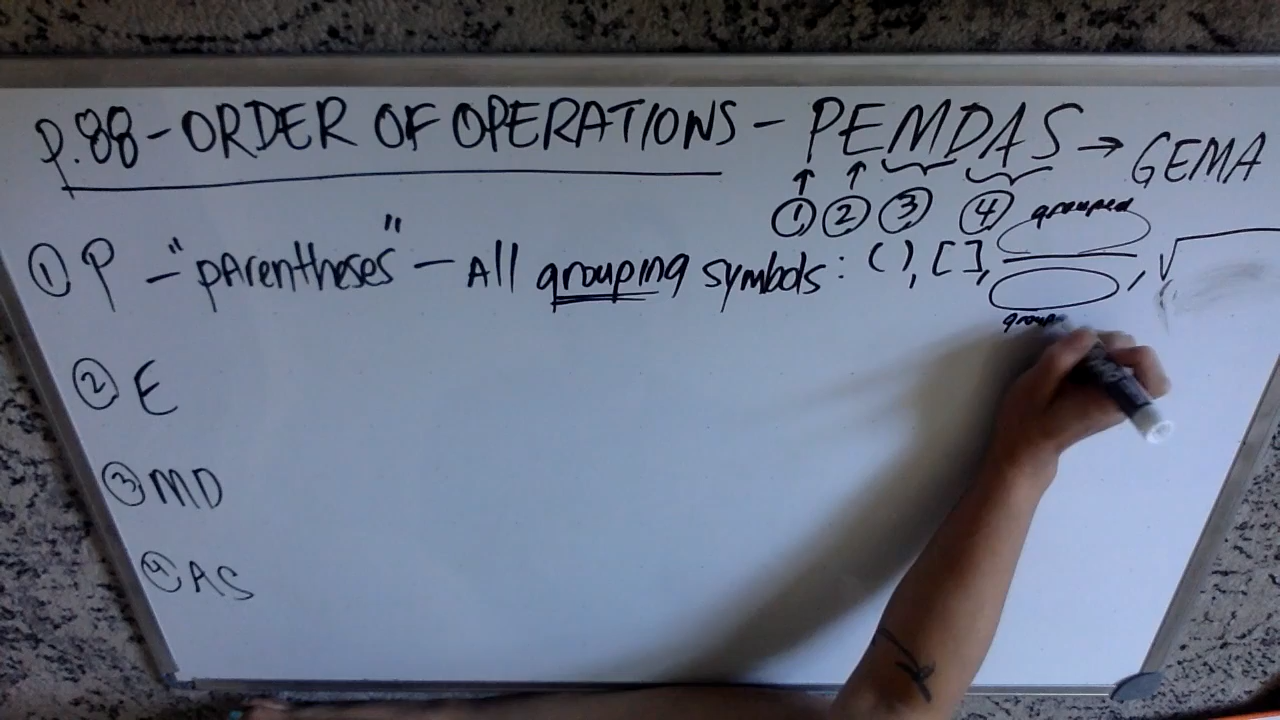 p.88 - ORDER OF OPERATIONS - PEMDAS → GEMA
① ② ③ ④ grouped
① P - "parentheses" - All grouping symbols: ( ), [ ], , √
group
② E
③ MD
④ AS